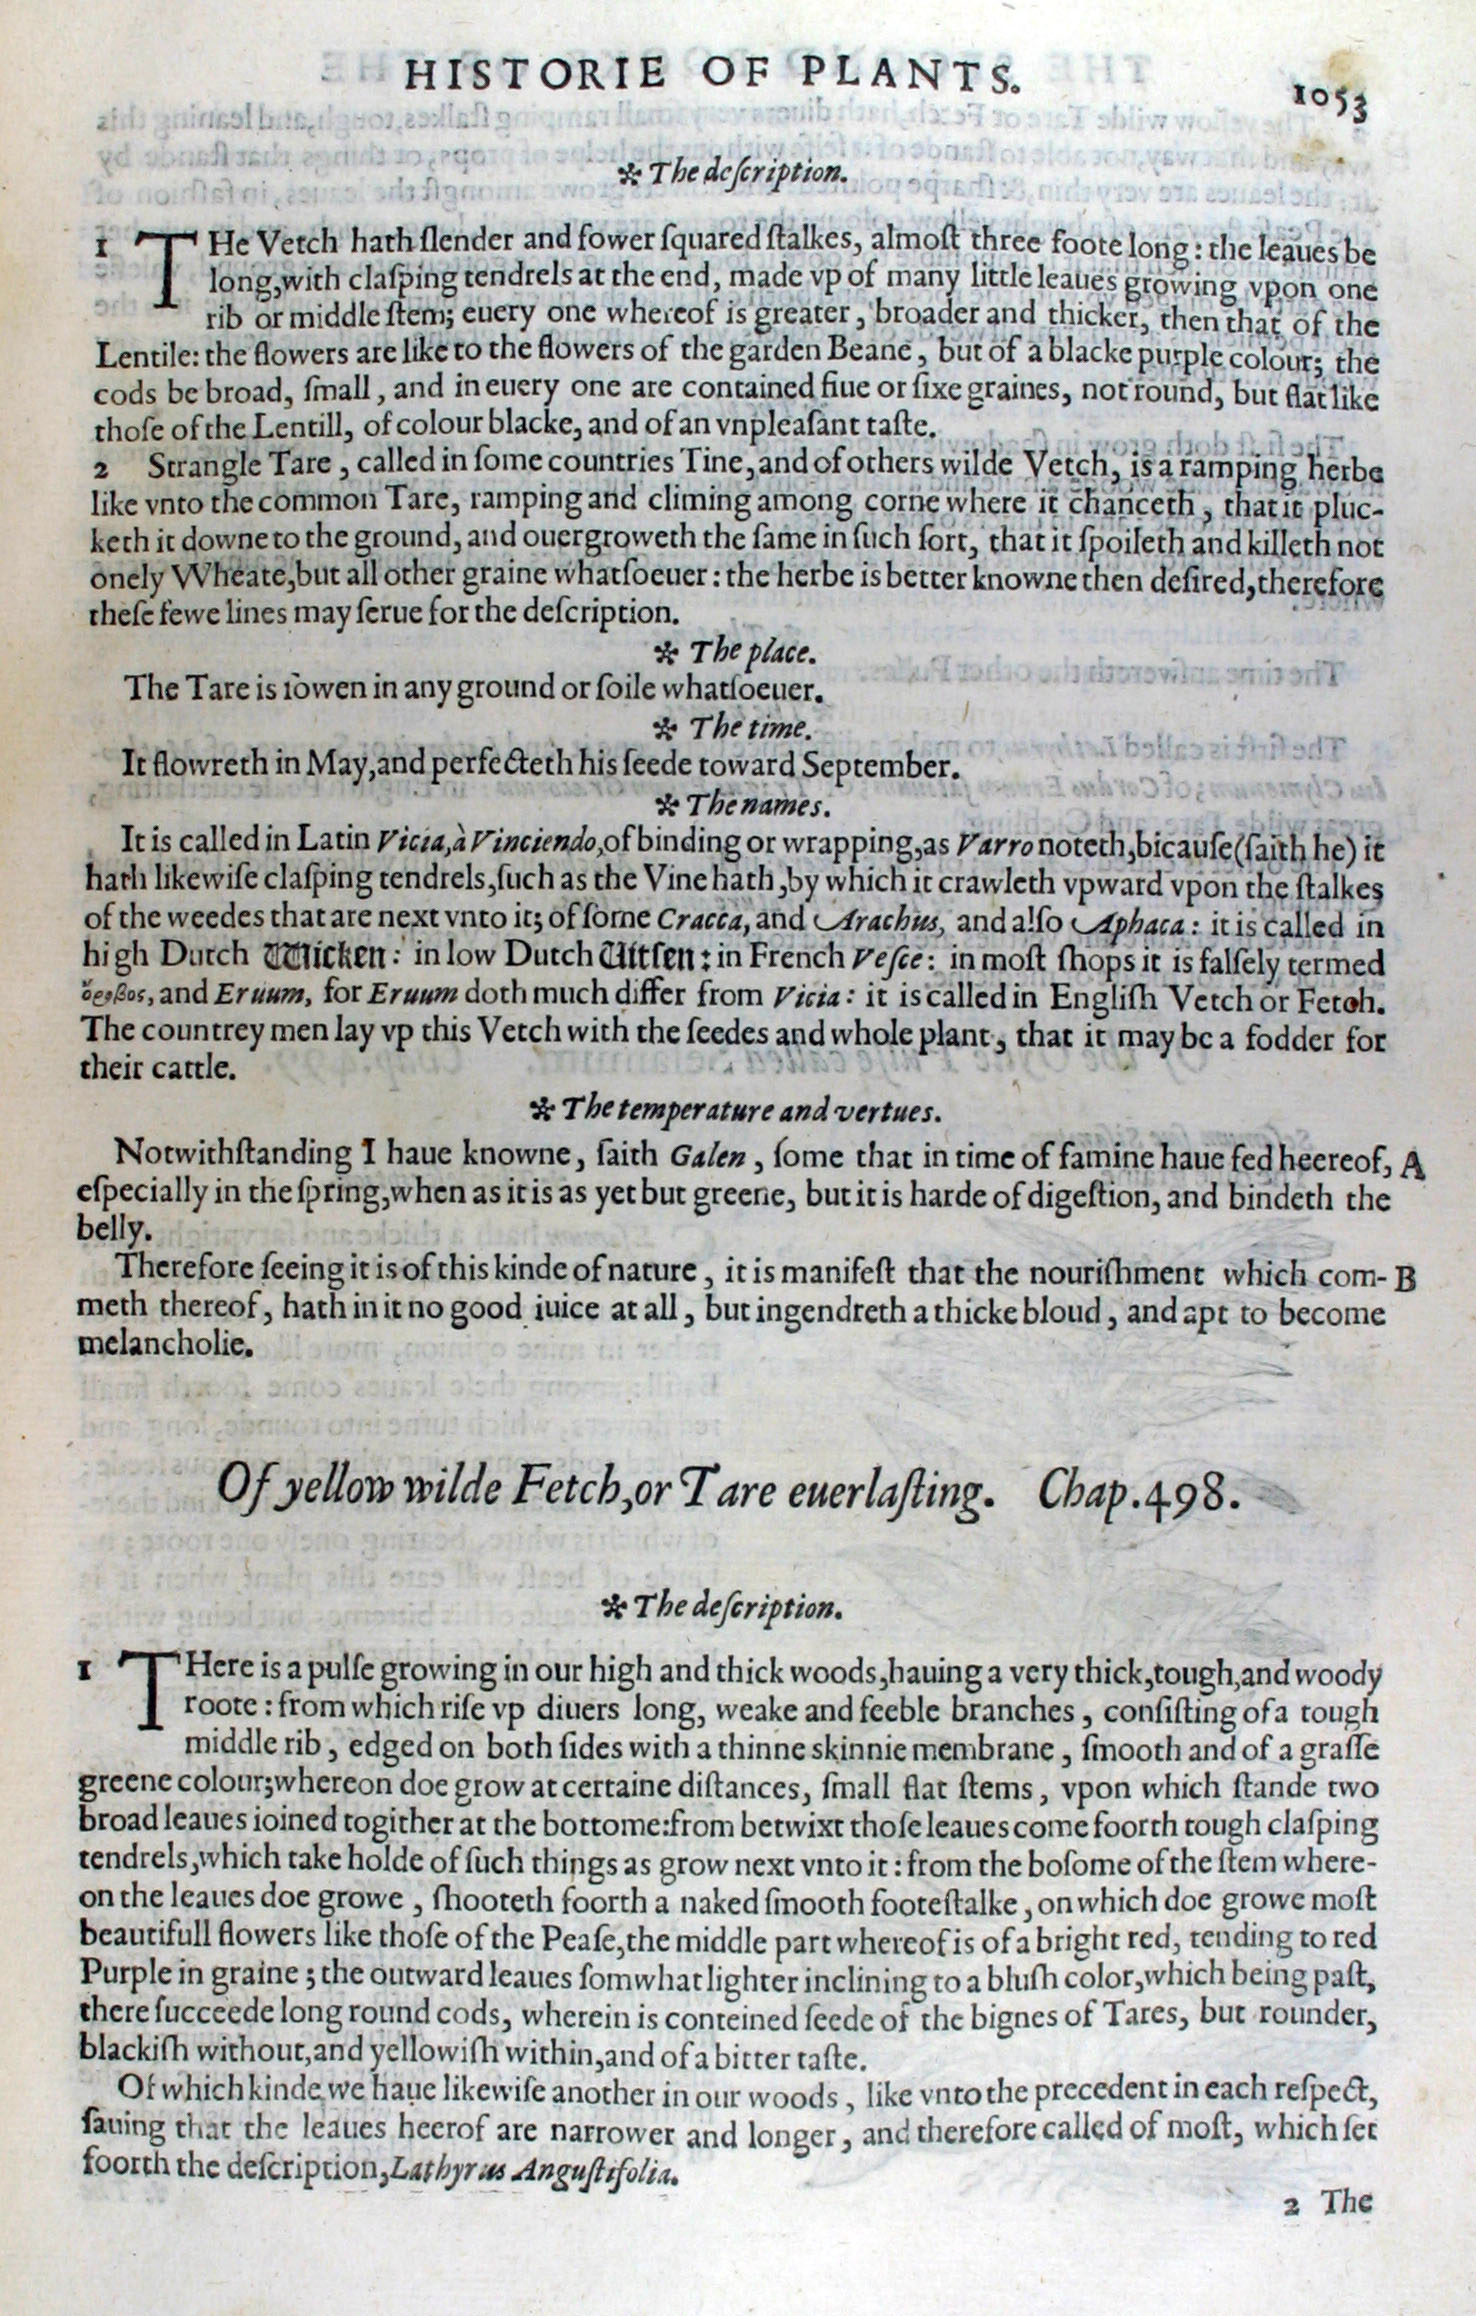 HISTORIE OF PLANTS. 1053
✲ The deſcription.
1 THe Vetch hath ſlender and fower ſquared ſtalkes, almoſt three foote long: the leaues be
long, with claſping tendrels at the end, made vp of many little leaues growing vpon one
rib or middle ſtem; euery one whereof is greater, broader and thicker, then that of the
Lentile: the flowers are like to the flowers of the garden Beane, but of a blacke purple colour; the
cods be broad, ſmall, and in euery one are contained fiue or ſixe graines, not round, but flat like
thoſe of the Lentill, of colour blacke, and of an vnpleaſant taſte.
2 Strangle Tare, called in ſome countries Tine, and of others wilde Vetch, is a ramping herbe
like vnto the common Tare, ramping and climing among corne where it chanceth, that it pluc-
keth it downe to the ground, and ouergroweth the ſame in ſuch ſort, that it ſpoileth and killeth not
onely Wheate, but all other graine whatſoeuer: the herbe is better knowne then deſired, therefore
theſe fewe lines may ſerue for the deſcription.
✲ The place.
The Tare is ſowen in any ground or ſoile whatſoeuer.
✲ The time.
It flowreth in May, and perfecteth his ſeede toward September.
✲ The names.
It is called in Latin Vicia, à Vinciendo, of binding or wrapping, as Varro noteth, bicauſe (ſaith he) it
hath likewiſe claſping tendrels, ſuch as the Vine hath, by which it crawleth vpward vpon the ſtalkes
of the weedes that are next vnto it; of ſome Cracca, and Arachus, and alſo Aphaca: it is called in
high Dutch Wicken: in low Dutch Uitſen: in French Veſce: in moſt ſhops it is falſely termed
ὄροβος, and Eruum, for Eruum doth much differ from Vicia: it is called in Engliſh Vetch or Fetch.
The countrey men lay vp this Vetch with the ſeedes and whole plant, that it may be a fodder for
their cattle.
✲ The temperature and vertues.
Notwithſtanding I haue knowne, ſaith Galen, ſome that in time of famine haue fed heereof, A
eſpecially in the ſpring, when as it is as yet but greene, but it is harde of digeſtion, and bindeth the
belly.
Therefore ſeeing it is of this kinde of nature, it is manifeſt that the nouriſhment which com- B
meth thereof, hath in it no good iuice at all, but ingendreth a thicke bloud, and apt to become
melancholie.
Of yellow wilde Fetch, or Tare euerlaſting. Chap. 498.
✲ The deſcription.
1 THere is a pulſe growing in our high and thick woods, hauing a very thick, tough, and woody
roote: from which riſe vp diuers long, weake and feeble branches, conſiſting of a tough
middle rib, edged on both ſides with a thinne skinnie membrane, ſmooth and of a graſſe
greene colour; whereon doe grow at certaine diſtances, ſmall flat ſtems, vpon which ſtande two
broad leaues ioined togither at the bottome: from betwixt thoſe leaues come foorth tough claſping
tendrels, which take holde of ſuch things as grow next vnto it: from the boſome of the ſtem where-
on the leaues doe growe, ſhooteth foorth a naked ſmooth footeſtalke, on which doe growe moſt
beautifull flowers like thoſe of the Peaſe, the middle part whereof is of a bright red, tending to red
Purple in graine; the outward leaues ſomwhat lighter inclining to a bluſh color, which being paſt,
there ſucceede long round cods, wherein is conteined ſeede of the bignes of Tares, but rounder,
blackiſh without, and yellowiſh within, and of a bitter taſte.
Of which kinde we haue likewiſe another in our woods, like vnto the precedent in each reſpect,
ſauing that the leaues heerof are narrower and longer, and therefore called of moſt, which ſet
foorth the deſcription, Lathyrus Anguſtifolia.
2 The